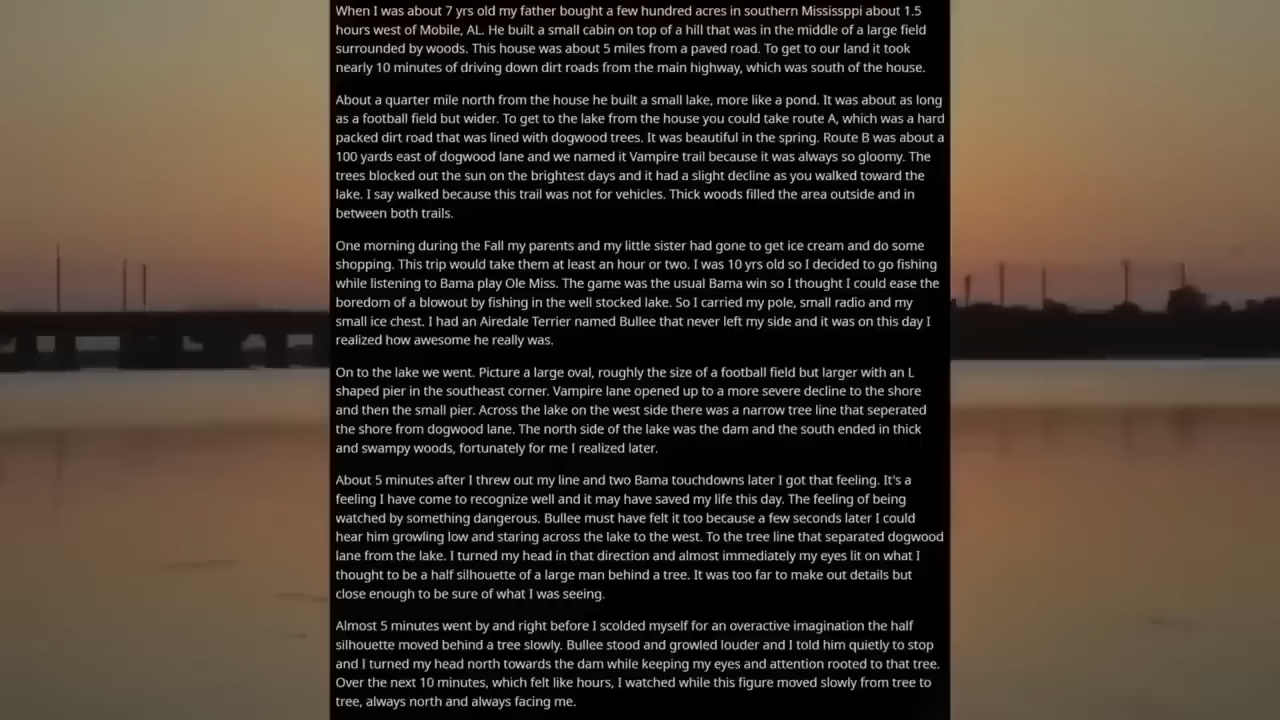 When I was about 7 yrs old my father bought a few hundred acres in southern Mississppi about 1.5
hours west of Mobile, AL. He built a small cabin on top of a hill that was in the middle of a large field
surrounded by woods. This house was about 5 miles from a paved road. To get to our land it took
nearly 10 minutes of driving down dirt roads from the main highway, which was south of the house.
About a quarter mile north from the house he built a small lake, more like a pond. It was about as long
as a football field but wider. To get to the lake from the house you could take route A, which was a hard
packed dirt road that was lined with dogwood trees. It was beautiful in the spring. Route B was about a
100 yards east of dogwood lane and we named it Vampire trail because it was always so gloomy. The
trees blocked out the sun on the brightest days and it had a slight decline as you walked toward the
lake. I say walked because this trail was not for vehicles. Thick woods filled the area outside and in
between both trails.
One morning during the Fall my parents and my little sister had gone to get ice cream and do some
shopping. This trip would take them at least an hour or two. I was 10 yrs old so I decided to go fishing
while listening to Bama play Ole Miss. The game was the usual Bama win so I thought I could ease the
boredom of a blowout by fishing in the well stocked lake. So I carried my pole, small radio and my
small ice chest. I had an Airedale Terrier named Bullee that never left my side and it was on this day I
realized how awesome he really was.
On to the lake we went. Picture a large oval, roughly the size of a football field but larger with an L
shaped pier in the southeast corner. Vampire lane opened up to a more severe decline to the shore
and then the small pier. Across the lake on the west side there was a narrow tree line that seperated
the shore from dogwood lane. The north side of the lake was the dam and the south ended in thick
and swampy woods, fortunately for me I realized later.
About 5 minutes after I threw out my line and two Bama touchdowns later I got that feeling. It's a
feeling I have come to recognize well and it may have saved my life this day. The feeling of being
watched by something dangerous. Bullee must have felt it too because a few seconds later I could
hear him growling low and staring across the lake to the west. To the tree line that separated dogwood
lane from the lake. I turned my head in that direction and almost immediately my eyes lit on what I
thought to be a half silhouette of a large man behind a tree. It was too far to make out details but
close enough to be sure of what I was seeing.
Almost 5 minutes went by and right before I scolded myself for an overactive imagination the half
silhouette moved behind a tree slowly. Bullee stood and growled louder and I told him quietly to stop
and I turned my head north towards the dam while keeping my eyes and attention rooted to that tree.
Over the next 10 minutes, which felt like hours, I watched while this figure moved slowly from tree to
tree, always north and always facing me.